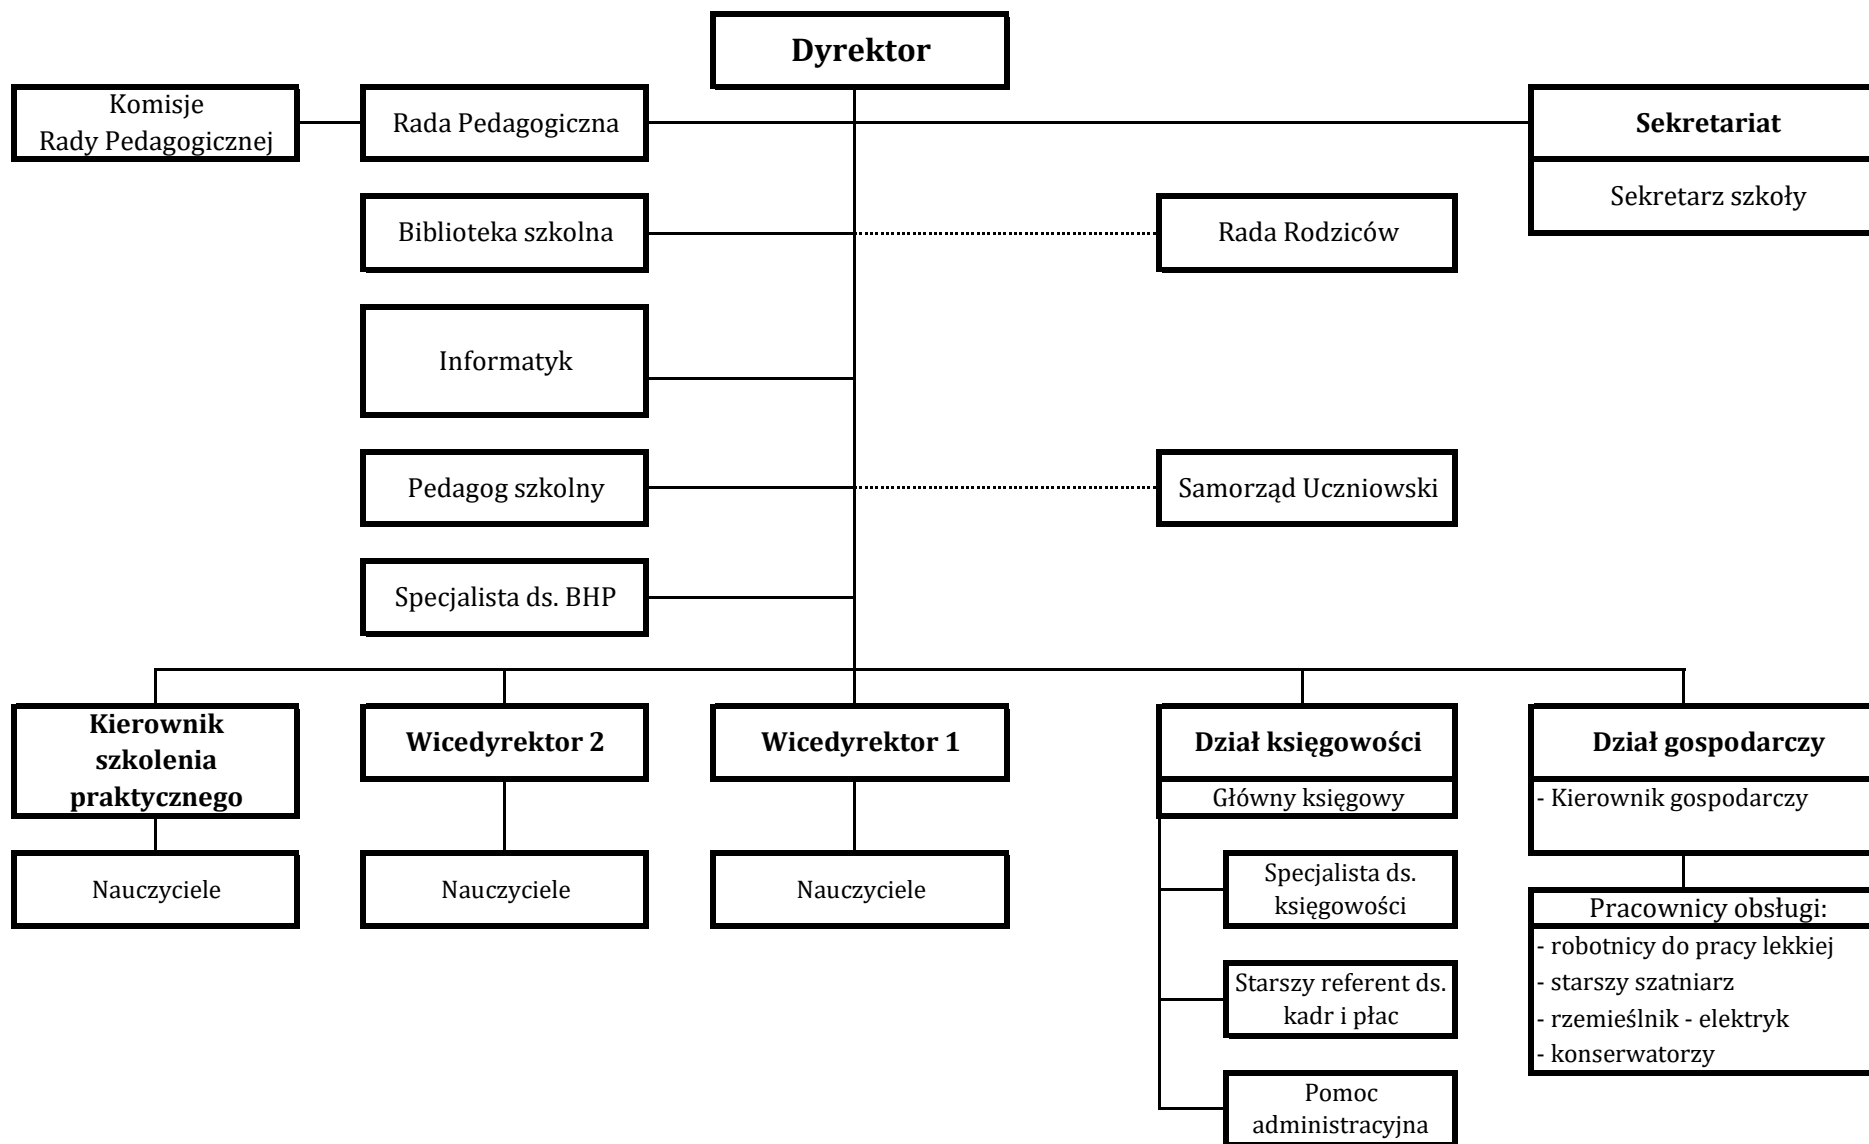 Dyrektor
Komisje
Rady Pedagogicznej
Rada Pedagogiczna
Sekretariat
Sekretarz szkoły
Biblioteka szkolna
Rada Rodziców
Informatyk
Pedagog szkolny
Samorząd Uczniowski
Specjalista ds. BHP
Kierownik
szkolenia
praktycznego
Wicedyrektor 2
Wicedyrektor 1
Dział księgowości
Dział gospodarczy
Główny księgowy
- Kierownik gospodarczy
Nauczyciele
Nauczyciele
Nauczyciele
Specjalista ds.
księgowości
Starszy referent ds.
kadr i płac
Pomoc
administracyjna
Pracownicy obsługi:
- robotnicy do pracy lekkiej
- starszy szatniarz
- rzemieślnik - elektryk
- konserwatorzy